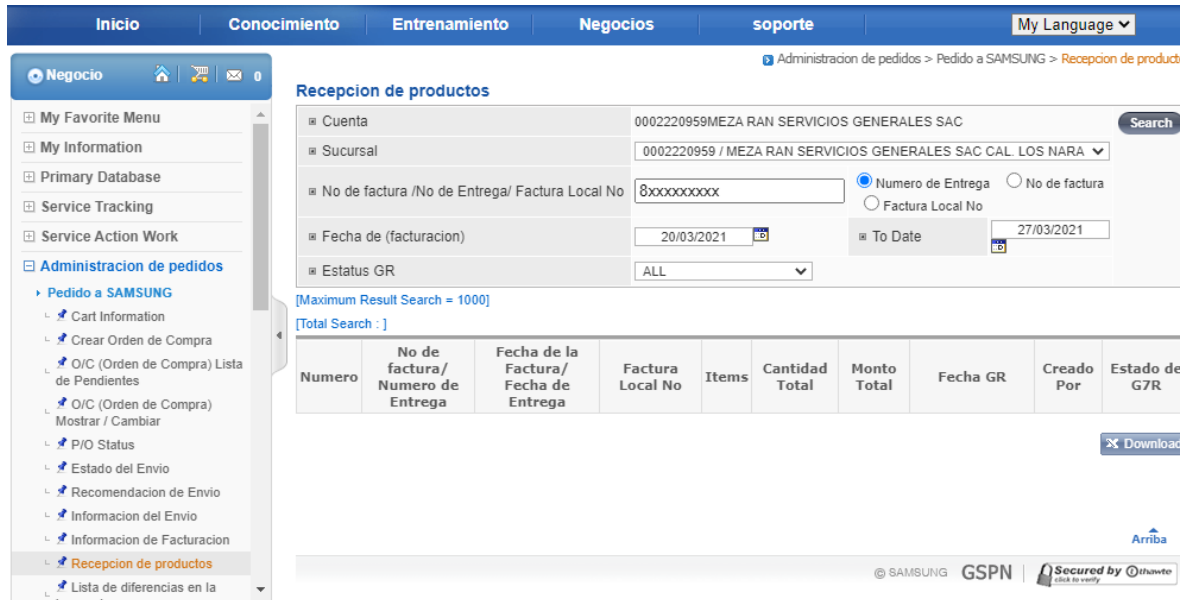 Inicio Conocimiento Entrenamiento Negocios soporte My Language
Administracion de pedidos > Pedido a SAMSUNG > Recepcion de producto
Negocio 0
My Favorite Menu
My Information
Primary Database
Service Tracking
Service Action Work
Administracion de pedidos
Pedido a SAMSUNG
Cart Information
Crear Orden de Compra
O/C (Orden de Compra) Lista
de Pendientes
O/C (Orden de Compra)
Mostrar / Cambiar
P/O Status
Estado del Envio
Recomendacion de Envio
Informacion del Envio
Informacion de Facturacion
Recepcion de productos
Lista de diferencias en la
Recepcion de productos
Cuenta 0002220959MEZA RAN SERVICIOS GENERALES SAC Search
Sucursal 0002220959 / MEZA RAN SERVICIOS GENERALES SAC CAL. LOS NARA
No de factura /No de Entrega/ Factura Local No 8xxxxxxxxx Numero de Entrega No de factura
Factura Local No
Fecha de (facturacion) 20/03/2021 To Date 27/03/2021
Estatus GR ALL
[Maximum Result Search = 1000]
[Total Search : ]
Numero
No de
factura/
Numero de
Entrega
Fecha de la
Factura/
Fecha de
Entrega
Factura
Local No
Items
Cantidad
Total
Monto
Total
Fecha GR
Creado
Por
Estado de
G7R
Download
Arriba
© SAMSUNG GSPN Secured by thawte
click to verify